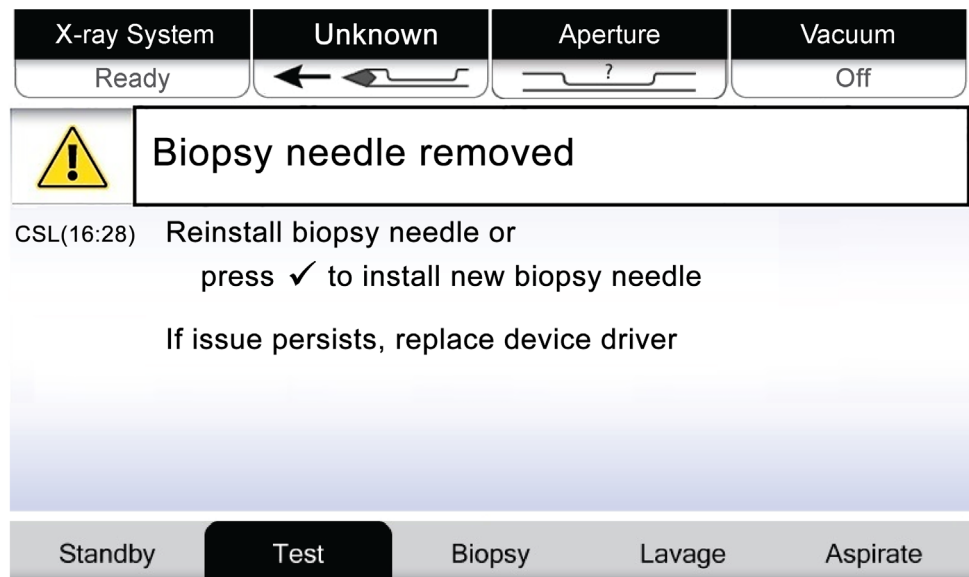 X-ray System Unknown Aperture Vacuum
Ready ? Off
Biopsy needle removed
CSL(16:28) Reinstall biopsy needle or
press ✓ to install new biopsy needle
If issue persists, replace device driver
Standby Test Biopsy Lavage Aspirate